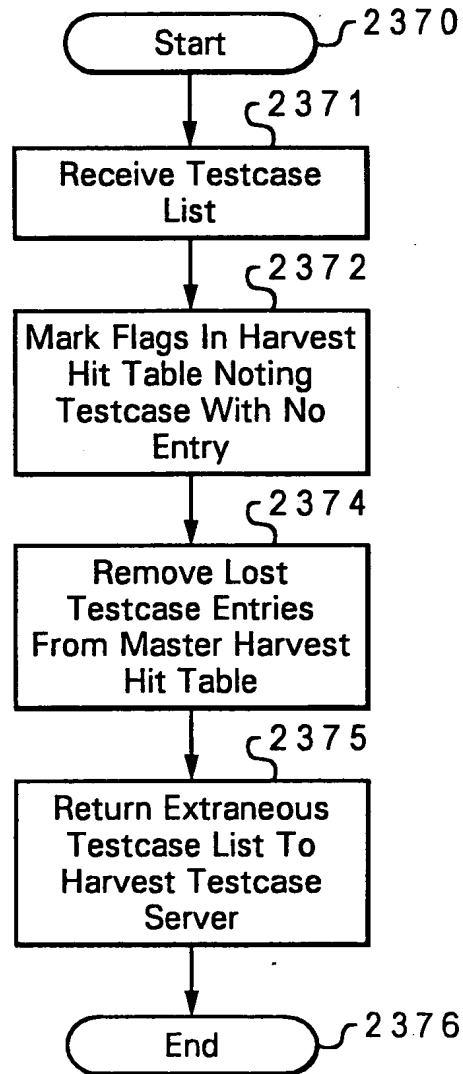 2370
Start
2371
Receive Testcase
List
2372
Mark Flags In Harvest
Hit Table Noting
Testcase With No
Entry
2374
Remove Lost
Testcase Entries
From Master Harvest
Hit Table
2375
Return Extraneous
Testcase List To
Harvest Testcase
Server
2376
End